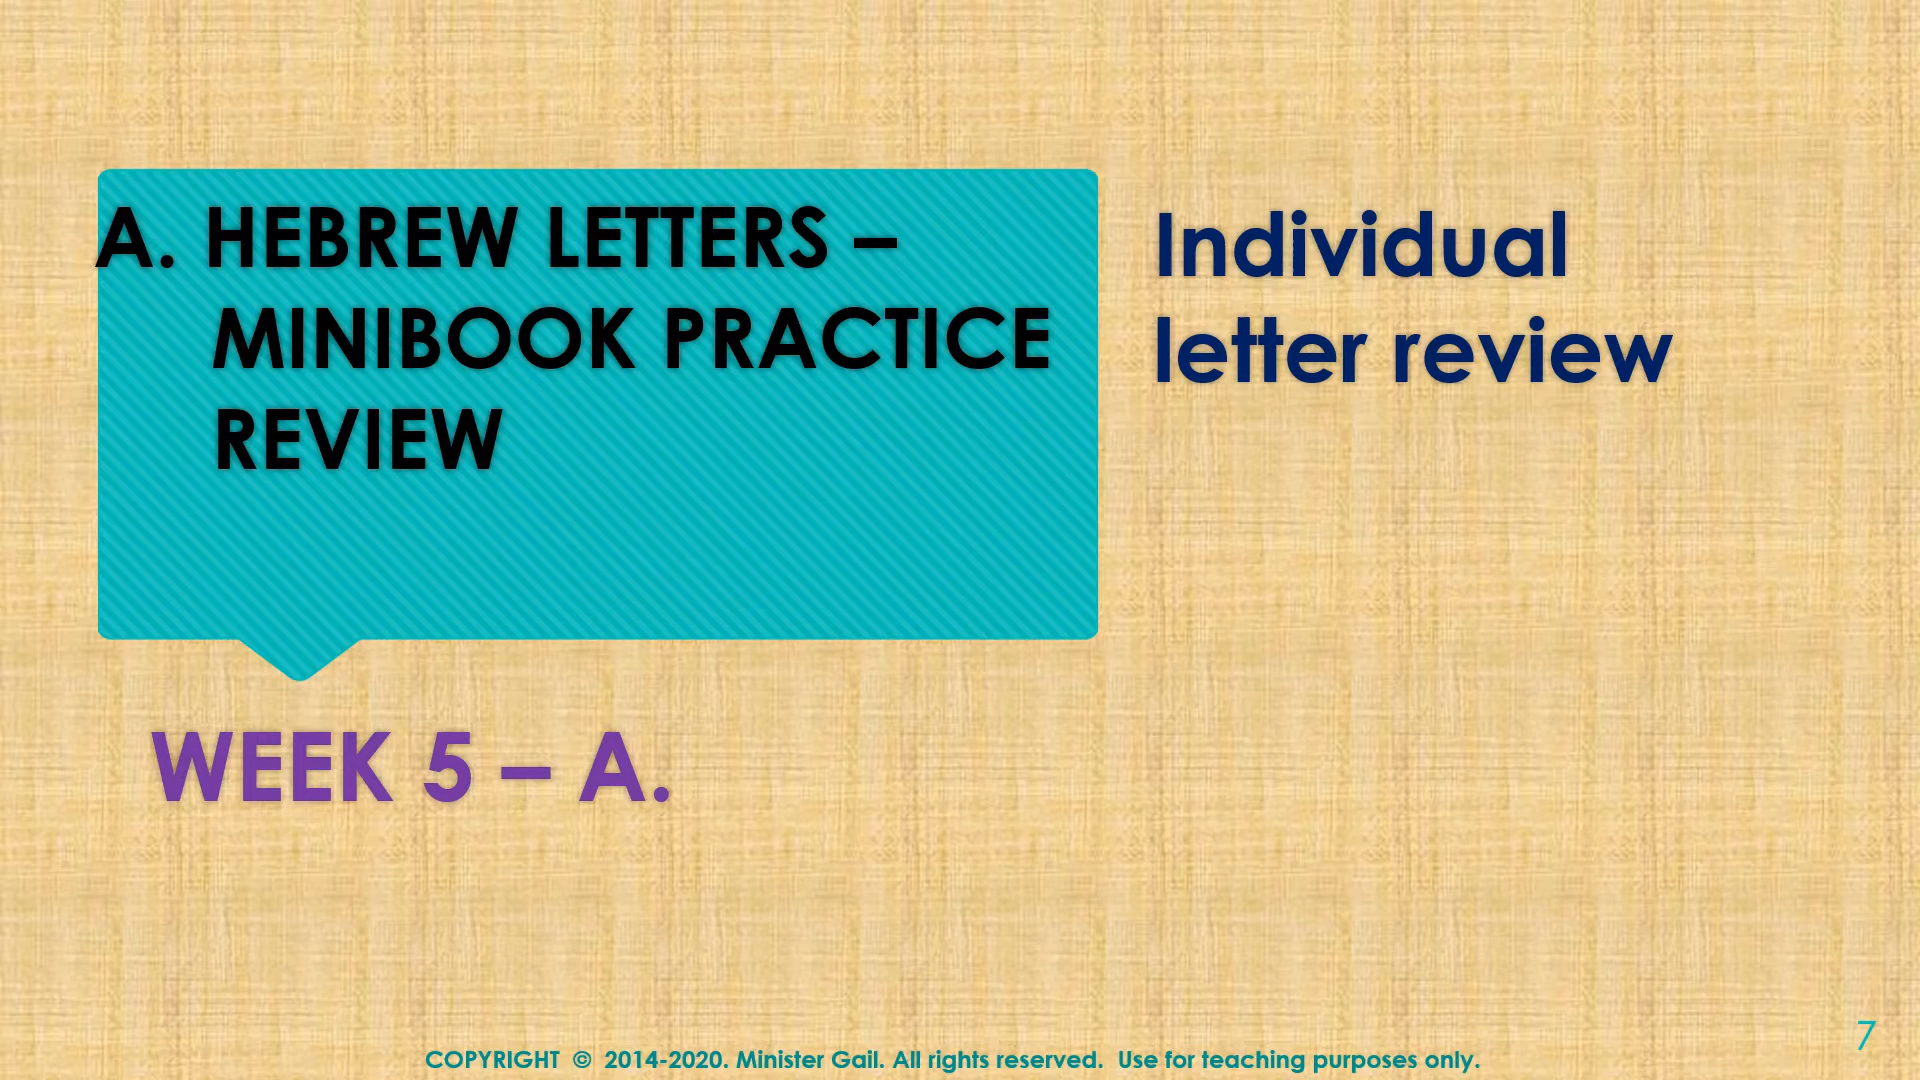 A. HEBREW LETTERS –
MINIBOOK PRACTICE
REVIEW
Individual
letter review
WEEK 5 – A.
7
COPYRIGHT © 2014-2020. Minister Gail. All rights reserved. Use for teaching purposes only.